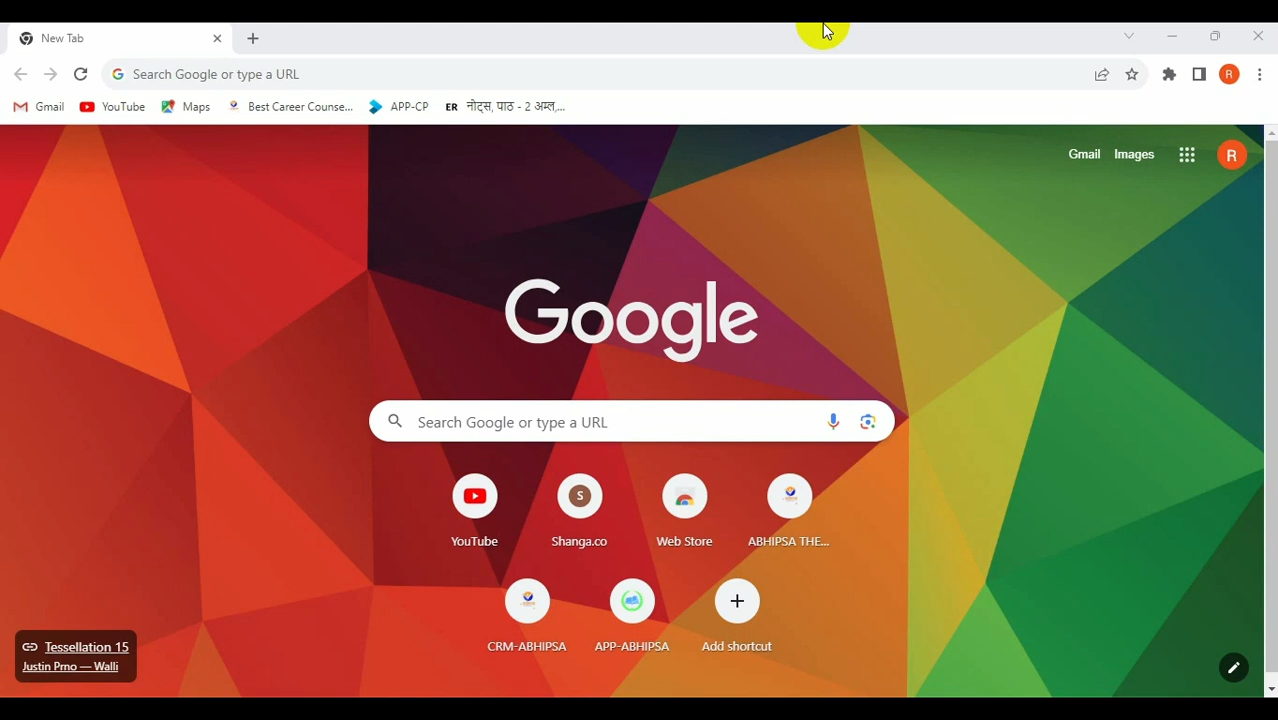 New Tab
Search Google or type a URL
R
Gmail YouTube Maps Best Career Counse... APP-CP ER नोट्स, पाठ - 2 अम्ल,...
Gmail Images R
Google
Search Google or type a URL
S
YouTube Shanga.co Web Store ABHIPSA THE...
CRM-ABHIPSA APP-ABHIPSA Add shortcut
Tessellation 15
Justin Prno — Walli